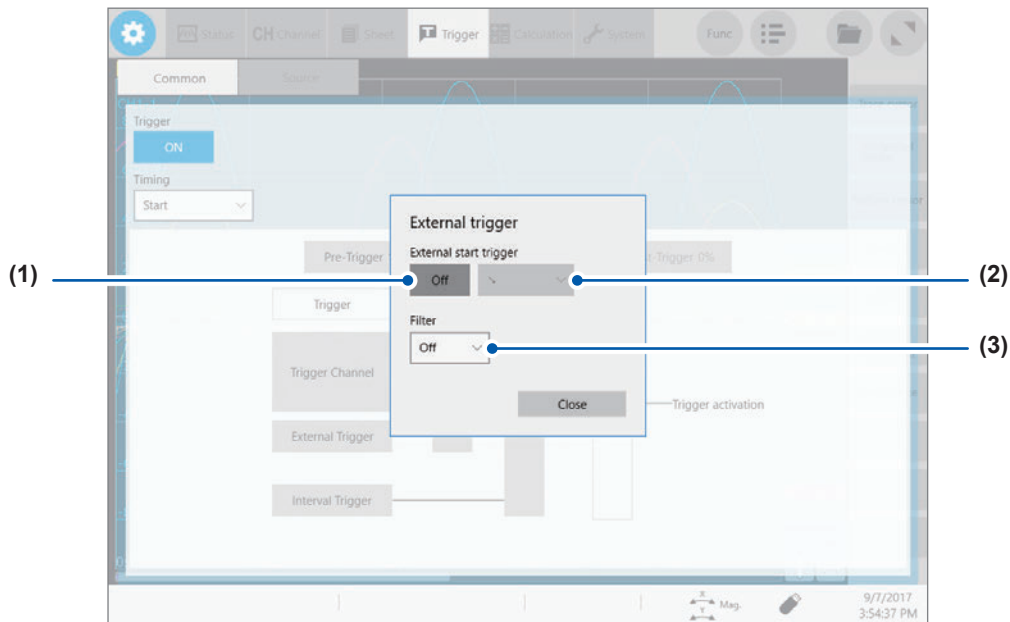 Status CH Channel Sheet Trigger Calculation System Func
Common Source
Trigger
ON
Timing
Start
External trigger
External start trigger
Off
Filter
Off
Close
Pre-Trigger t-Trigger 0%
Trigger
Trigger Channel
Trigger activation
External Trigger
Interval Trigger
(1)
(2)
(3)
X Mag.
Y
9/7/2017
3:54:37 PM